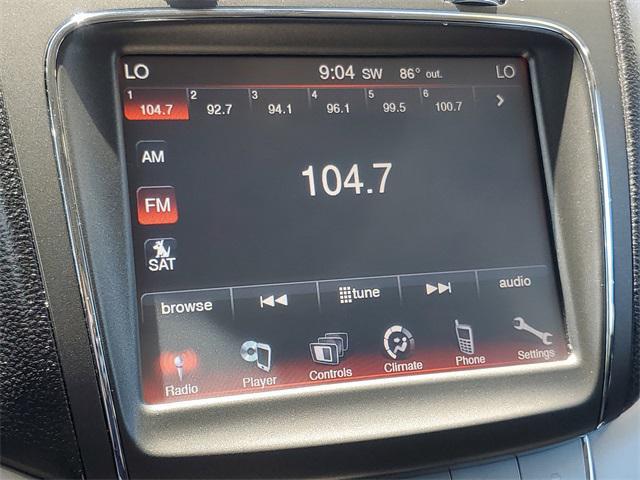 LO 9:04 SW 86° out. LO
1 2 3 4 5 6
104.7 92.7 94.1 96.1 99.5 100.7
AM
104.7
FM
SAT
browse tune audio
Radio Player Controls Climate Phone Settings